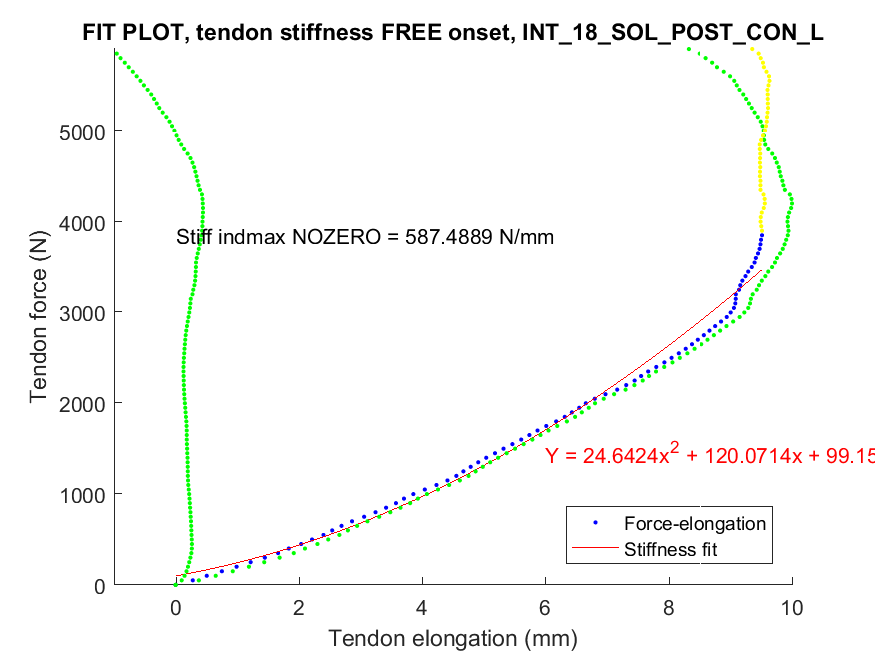 FIT PLOT, tendon stiffness FREE onset, INT_18_SOL_POST_CON_L
5000
4000
Stiff indmax NOZERO = 587.4889 N/mm
3000
Tendon force (N)
2000
Y = 24.6424x² + 120.0714x + 99.15
1000
Force-elongation
Stiffness fit
0
0 2 4 6 8 10
Tendon elongation (mm)